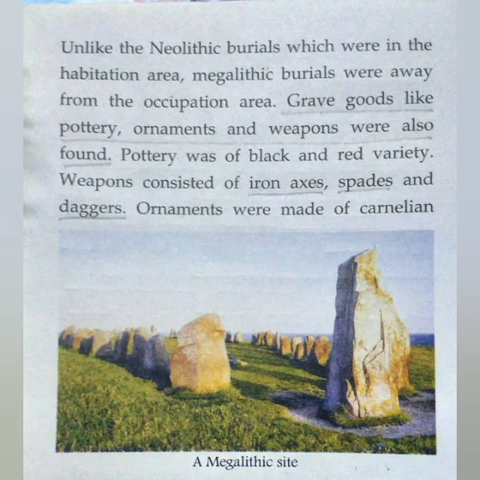 Unlike the Neolithic burials which were in the
habitation area, megalithic burials were away
from the occupation area. Grave goods like
pottery, ornaments and weapons were also
found. Pottery was of black and red variety.
Weapons consisted of iron axes, spades and
daggers. Ornaments were made of carnelian
A Megalithic site